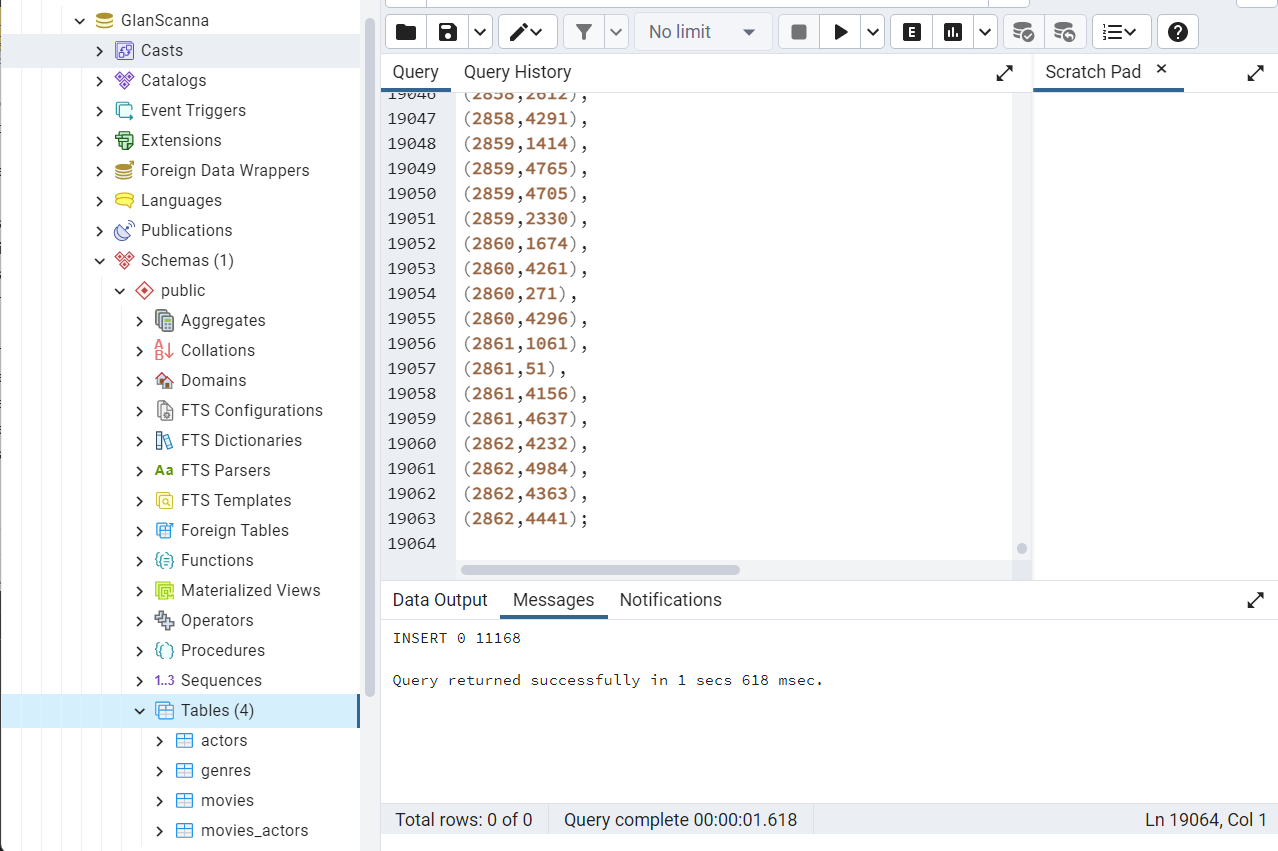 GlanScanna
Casts
Catalogs
Event Triggers
Extensions
Foreign Data Wrappers
Languages
Publications
Schemas (1)
public
Aggregates
Collations
Domains
FTS Configurations
FTS Dictionaries
Aa FTS Parsers
FTS Templates
Foreign Tables
Functions
Materialized Views
Operators
Procedures
1..3 Sequences
Tables (4)
actors
genres
movies
movies_actors
No limit
E
Query Query History
Scratch Pad
19046 (2858,2612),
19047 (2858,4291),
19048 (2859,1414),
19049 (2859,4765),
19050 (2859,4705),
19051 (2859,2330),
19052 (2860,1674),
19053 (2860,4261),
19054 (2860,271),
19055 (2860,4296),
19056 (2861,1061),
19057 (2861,51),
19058 (2861,4156),
19059 (2861,4637),
19060 (2862,4232),
19061 (2862,4984),
19062 (2862,4363),
19063 (2862,4441);
19064
Data Output Messages Notifications
INSERT 0 11168
Query returned successfully in 1 secs 618 msec.
Total rows: 0 of 0 Query complete 00:00:01.618 Ln 19064, Col 1